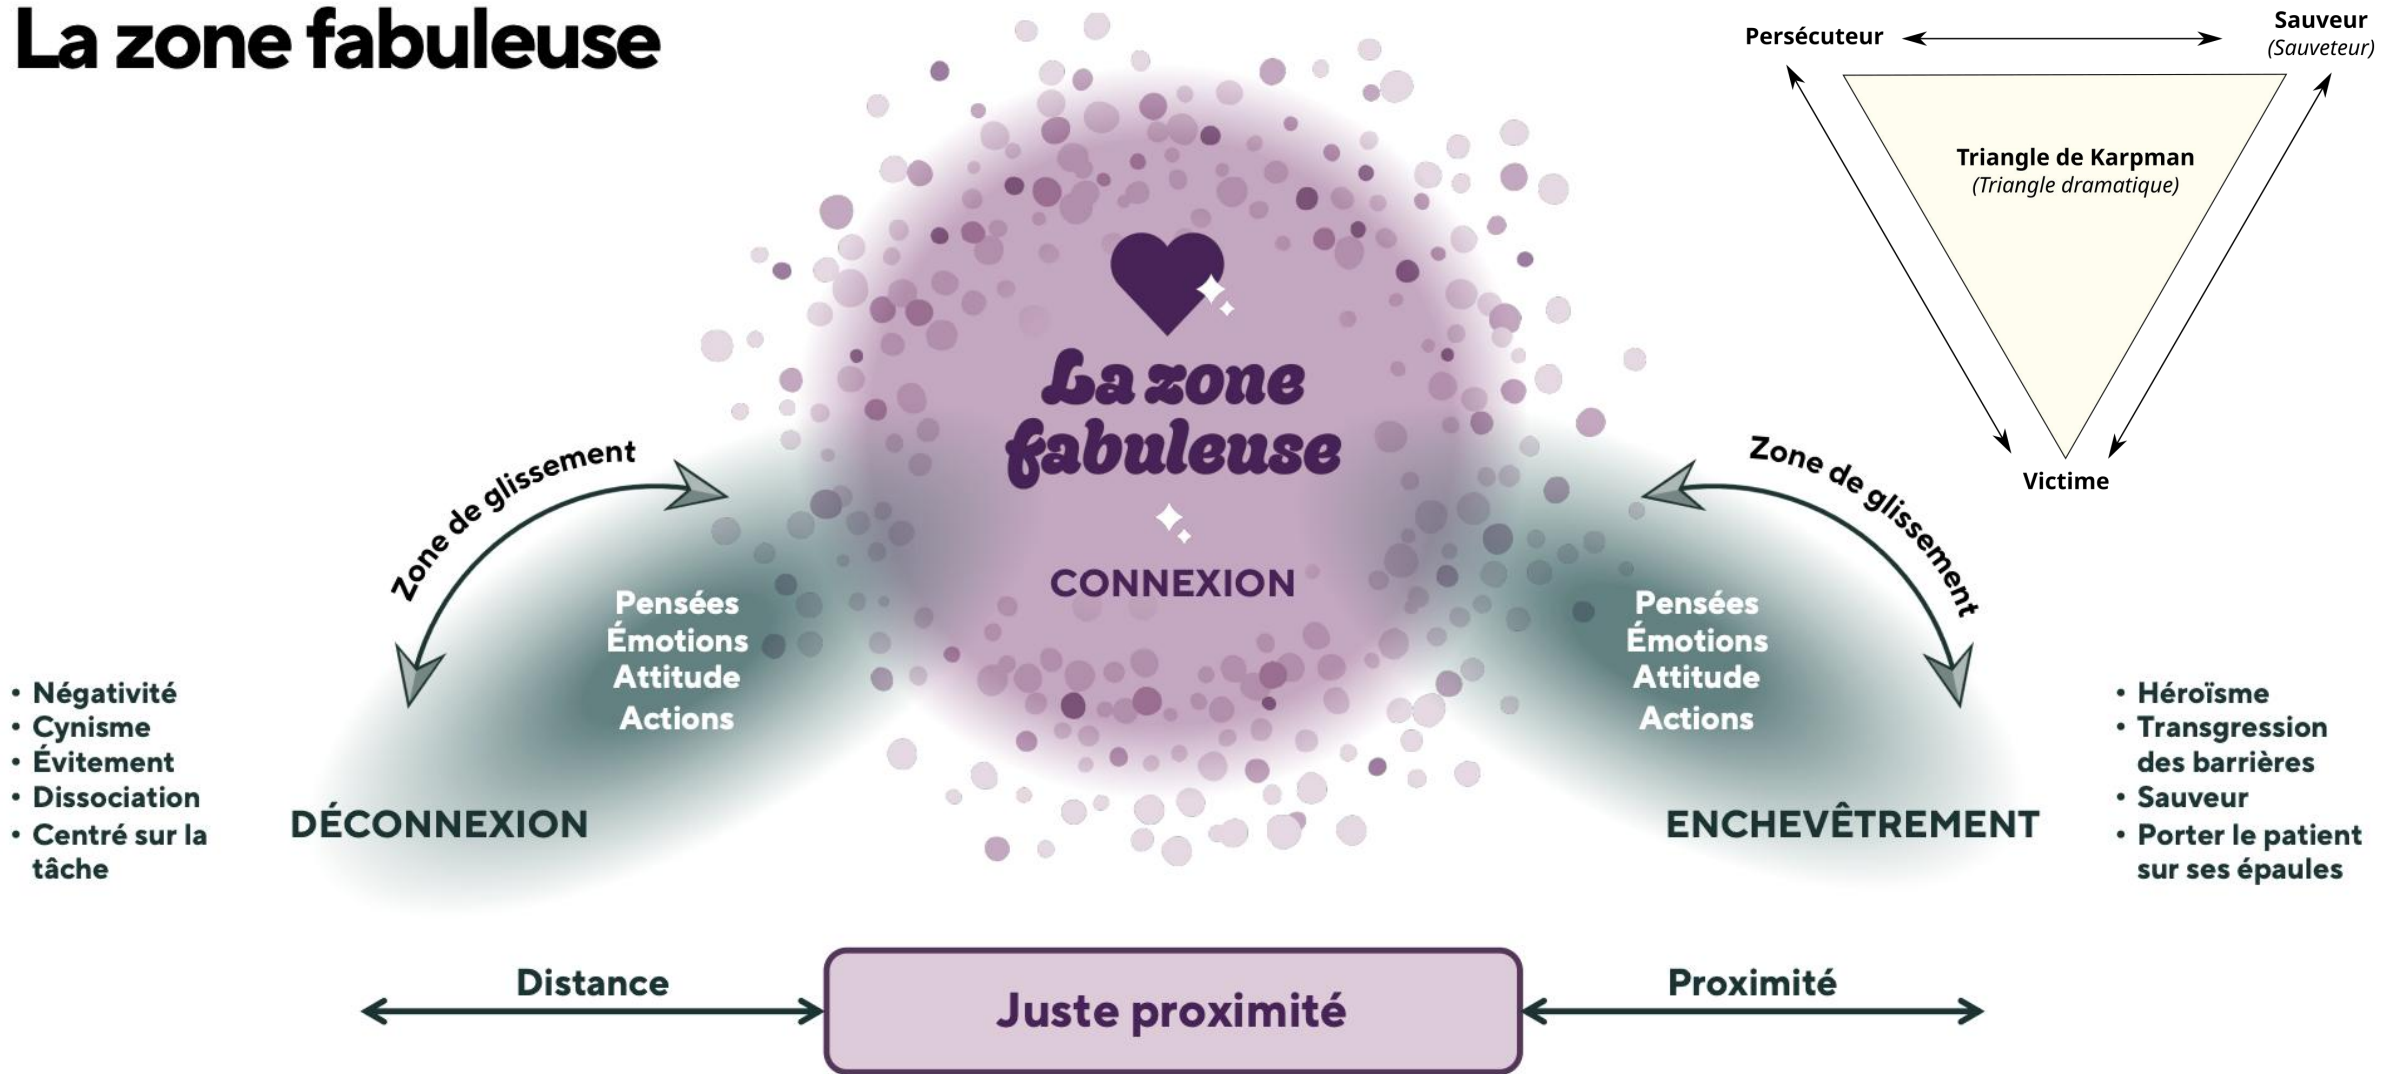 La zone fabuleuse
Persécuteur
Sauveur
(Sauveteur)
Triangle de Karpman
(Triangle dramatique)
Victime
La zone
fabuleuse
CONNEXION
Zone de glissement
Pensées
Émotions
Attitude
Actions
• Négativité
• Cynisme
• Évitement
• Dissociation
• Centré sur la
tâche
DÉCONNEXION
Zone de glissement
Pensées
Émotions
Attitude
Actions
ENCHEVÊTREMENT
• Héroïsme
• Transgression
des barrières
• Sauveur
• Porter le patient
sur ses épaules
Distance
Juste proximité
Proximité